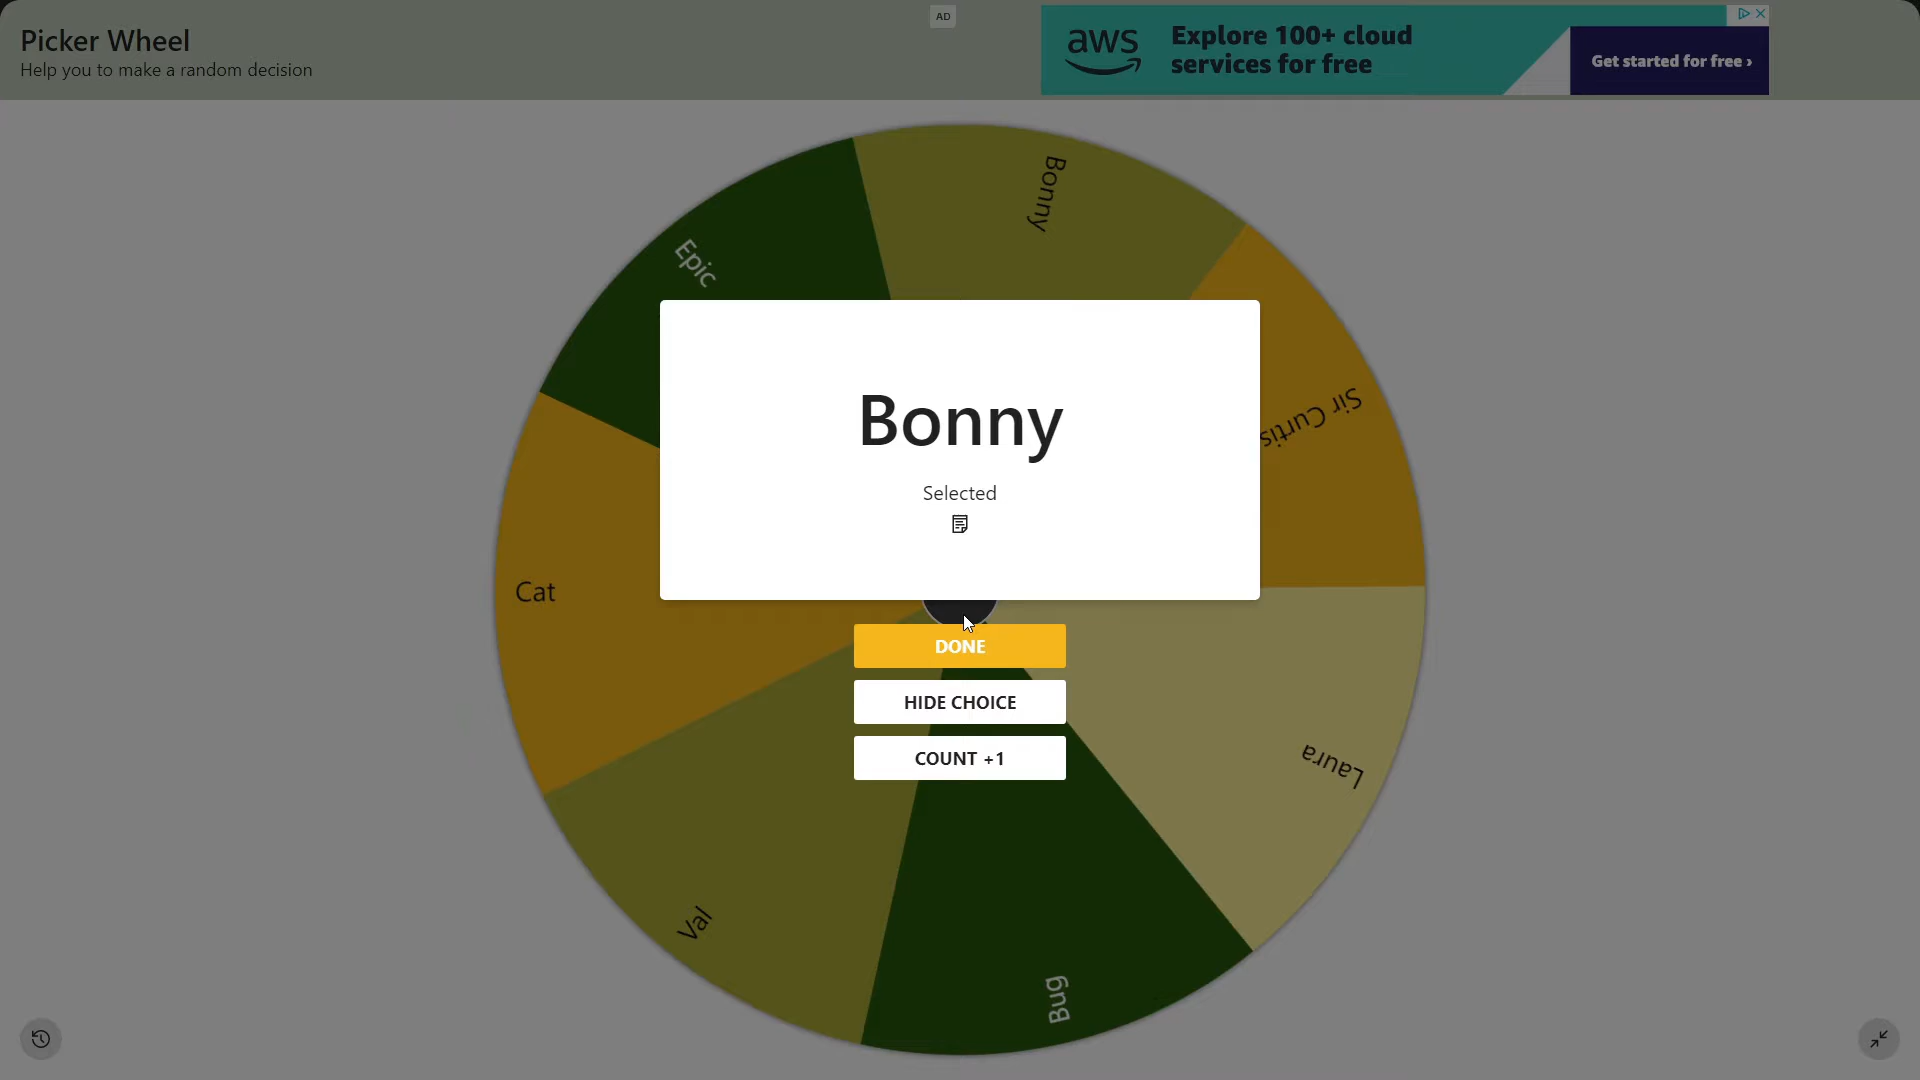 Picker Wheel
Help you to make a random decision
AD
aws
Explore 100+ cloud
services for free
Get started for free ›
Bonny
Epic
Sir Curtis
Bonny
Selected
Cat
DONE
HIDE CHOICE
COUNT +1
Laura
Val
Bug